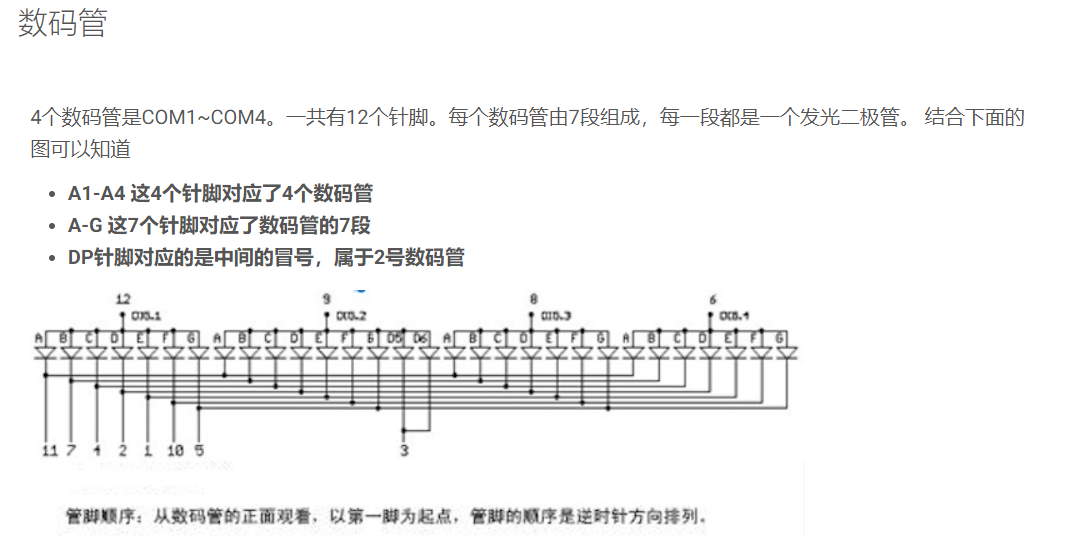 数码管
4个数码管是COM1~COM4。一共有12个针脚。每个数码管由7段组成，每一段都是一个发光二极管。 结合下面的
图可以知道
A1-A4 这4个针脚对应了4个数码管
A-G 这7个针脚对应了数码管的7段
DP针脚对应的是中间的冒号，属于2号数码管
12 9 8 6
DIG.1 DIG.2 DIG.3 DIG.4
A B C D E F G A B C D E F G D5 D6 A B C D E F G A B C D E F G
11 7 4 2 1 10 5 3
管脚顺序：从数码管的正面观看，以第一脚为起点，管脚的顺序是逆时针方向排列。